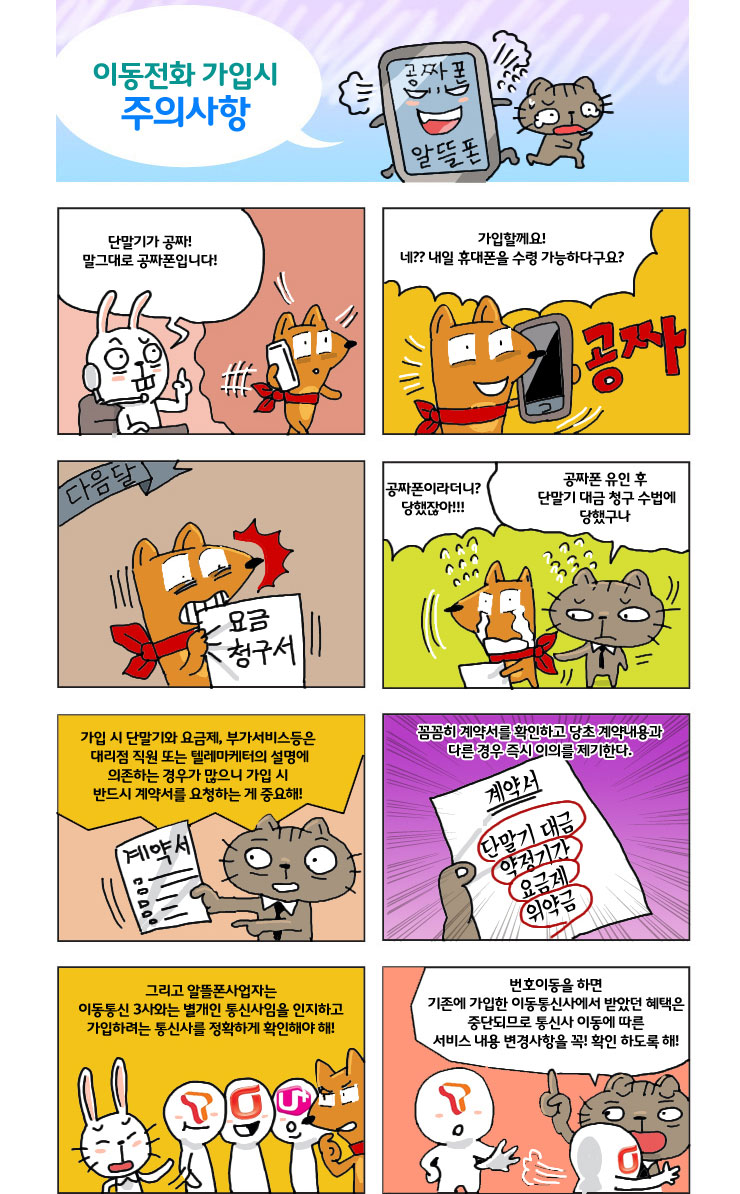 이동전화 가입시
주의사항
공짜폰
알뜰폰
단말기가 공짜!
말그대로 공짜폰입니다!
가입할께요!
네?? 내일 휴대폰을 수령 가능하다구요?
공짜
다음달
요금
청구서
공짜폰이라더니?
당했잖아!!!
공짜폰 유인 후
단말기 대금 청구 수법에
당했구나
가입 시 단말기와 요금제, 부가서비스등은
대리점 직원 또는 텔레마케터의 설명에
의존하는 경우가 많으니 가입 시
반드시 계약서를 요청하는 게 중요해!
계약서
꼼꼼히 계약서를 확인하고 당초 계약내용과
다른 경우 즉시 이의를 제기한다.
계약서
단말기 대금
약정기간
요금제
위약금
그리고 알뜰폰사업자는
이동통신 3사와는 별개인 통신사임을 인지하고
가입하려는 통신사를 정확하게 확인해야 해!
U+
번호이동을 하면
기존에 가입한 이동통신사에서 받았던 혜택은
중단되므로 통신사 이동에 따른
서비스 내용 변경사항을 꼭! 확인 하도록 해!